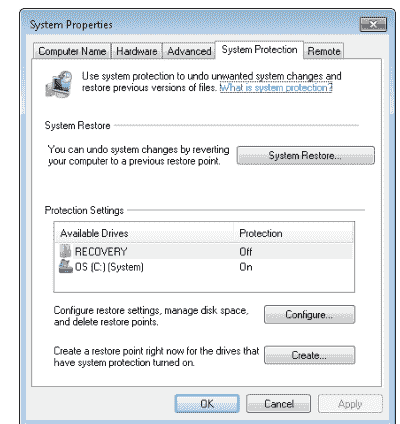 System Properties
Computer Name Hardware Advanced System Protection Remote
Use system protection to undo unwanted system changes and
restore previous versions of files. What is system protection?
System Restore
You can undo system changes by reverting
your computer to a previous restore point.
System Restore...
Protection Settings
Available Drives Protection
RECOVERY Off
OS (C:) (System) On
Configure restore settings, manage disk space,
and delete restore points.
Configure...
Create a restore point right now for the drives that
have system protection turned on.
Create...
OK Cancel Apply